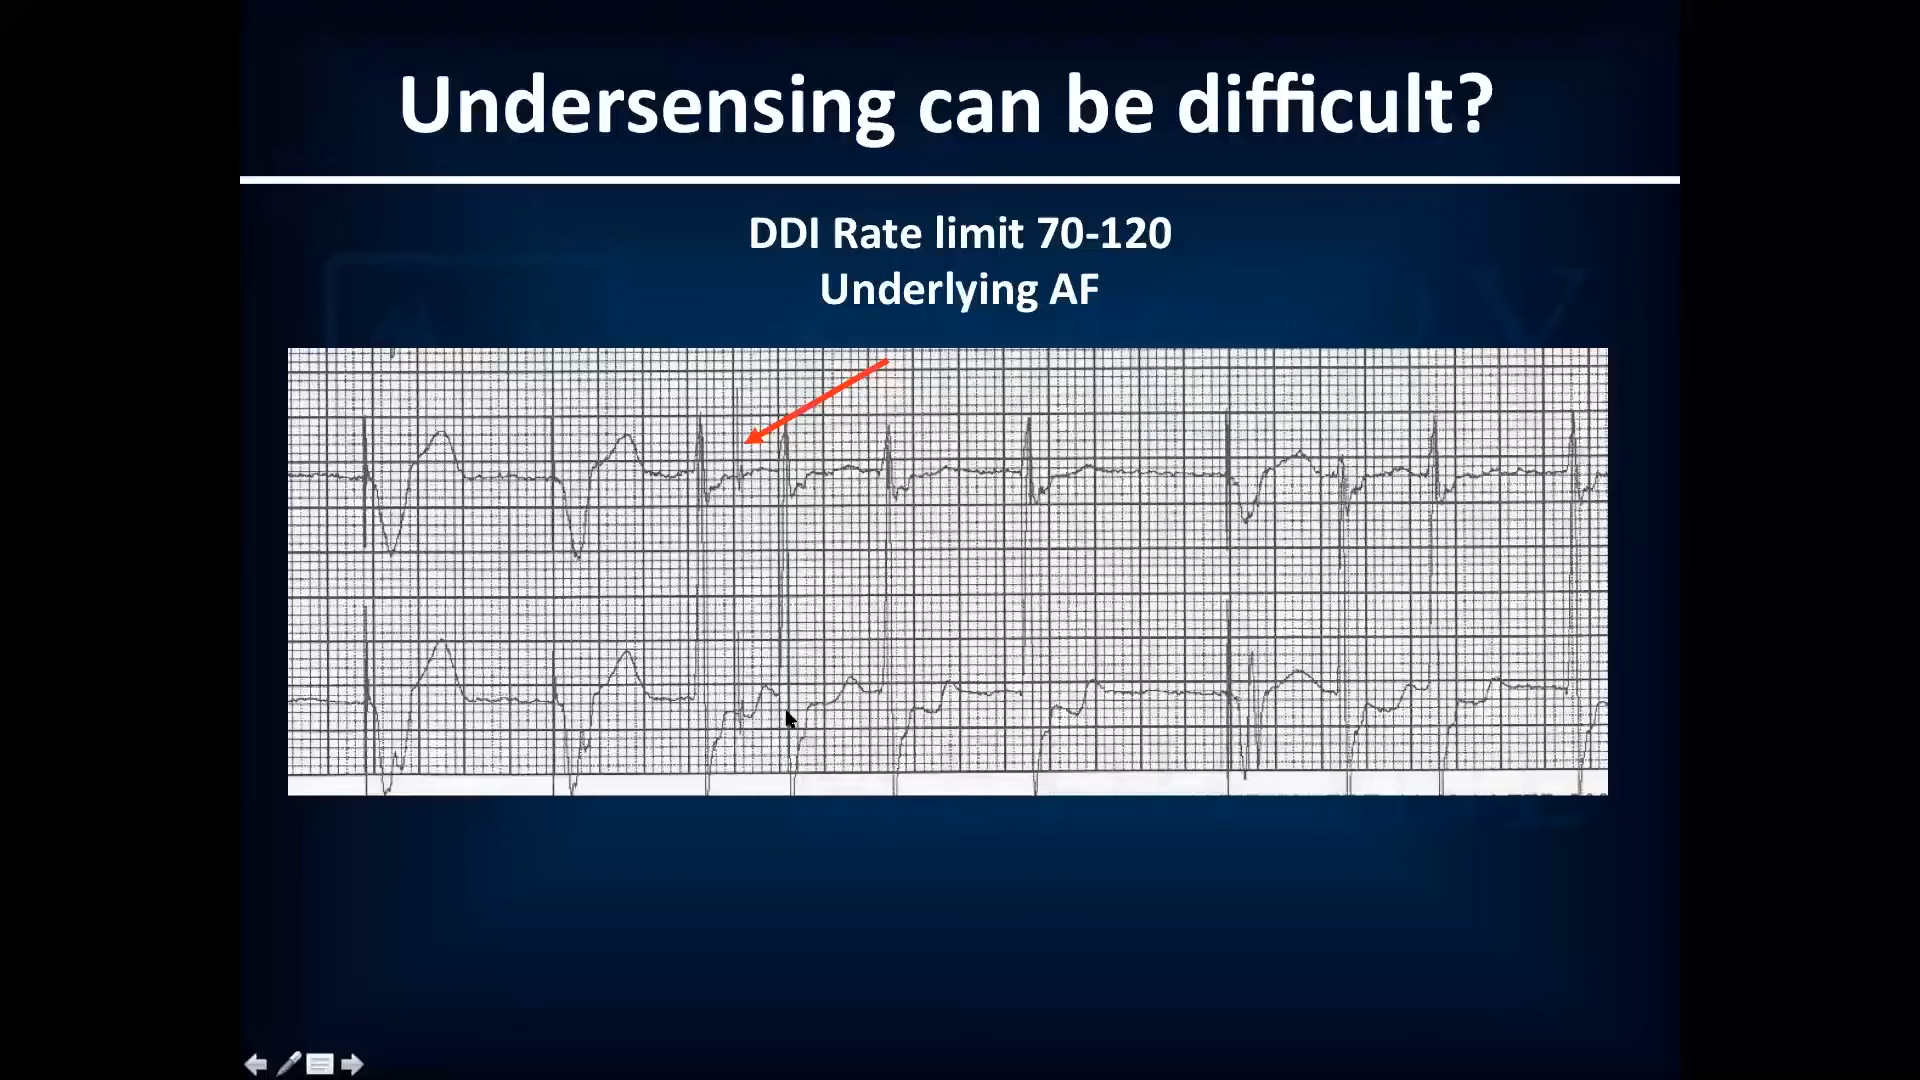 Undersensing can be difficult?
DDI Rate limit 70-120
Underlying AF